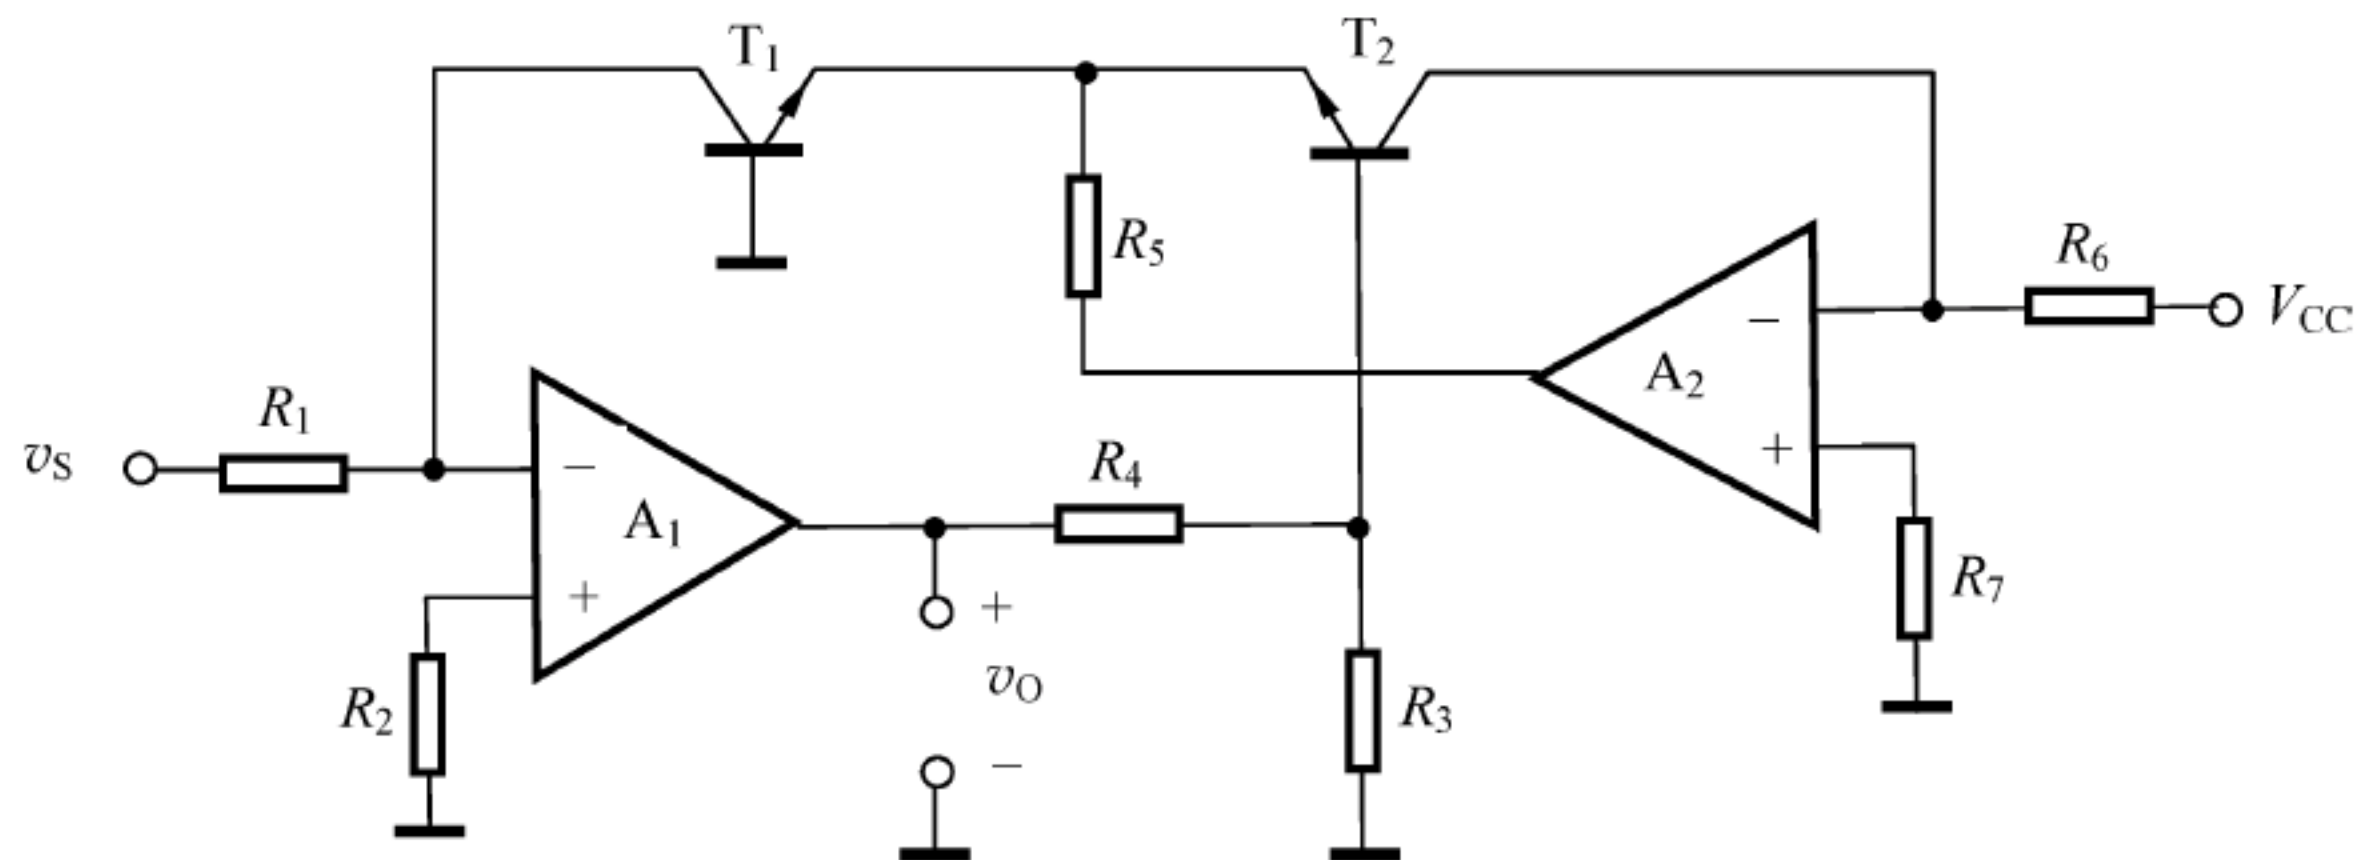 T1
T2
R5
R6
VCC
−
A2
+
R1
vS
−
A1
+
R4
R7
+
vO
−
R2
R3